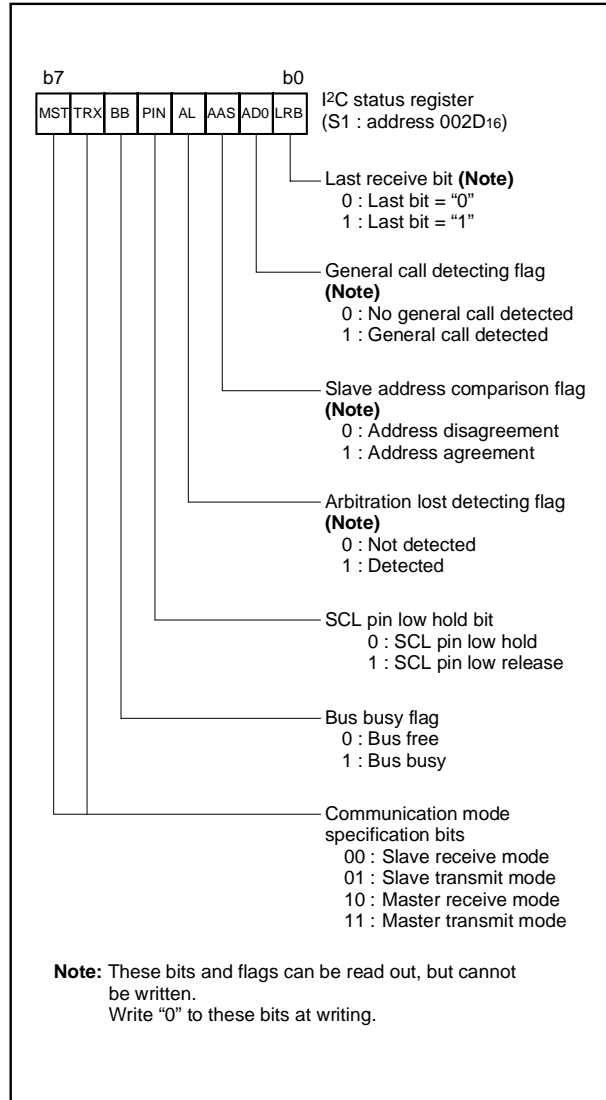 b7 b0
MST TRX BB PIN AL AAS AD0 LRB
I2C status register
(S1 : address 002D16)
Last receive bit (Note)
0 : Last bit = “0”
1 : Last bit = “1”
General call detecting flag
(Note)
0 : No general call detected
1 : General call detected
Slave address comparison flag
(Note)
0 : Address disagreement
1 : Address agreement
Arbitration lost detecting flag
(Note)
0 : Not detected
1 : Detected
SCL pin low hold bit
0 : SCL pin low hold
1 : SCL pin low release
Bus busy flag
0 : Bus free
1 : Bus busy
Communication mode
specification bits
00 : Slave receive mode
01 : Slave transmit mode
10 : Master receive mode
11 : Master transmit mode
Note: These bits and flags can be read out, but cannot
be written.
Write “0” to these bits at writing.